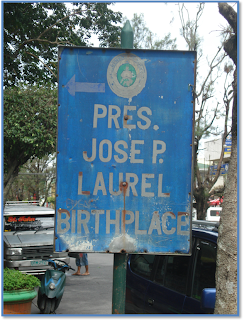 PRES.
JOSE P.
LAUREL
BIRTHPLACE